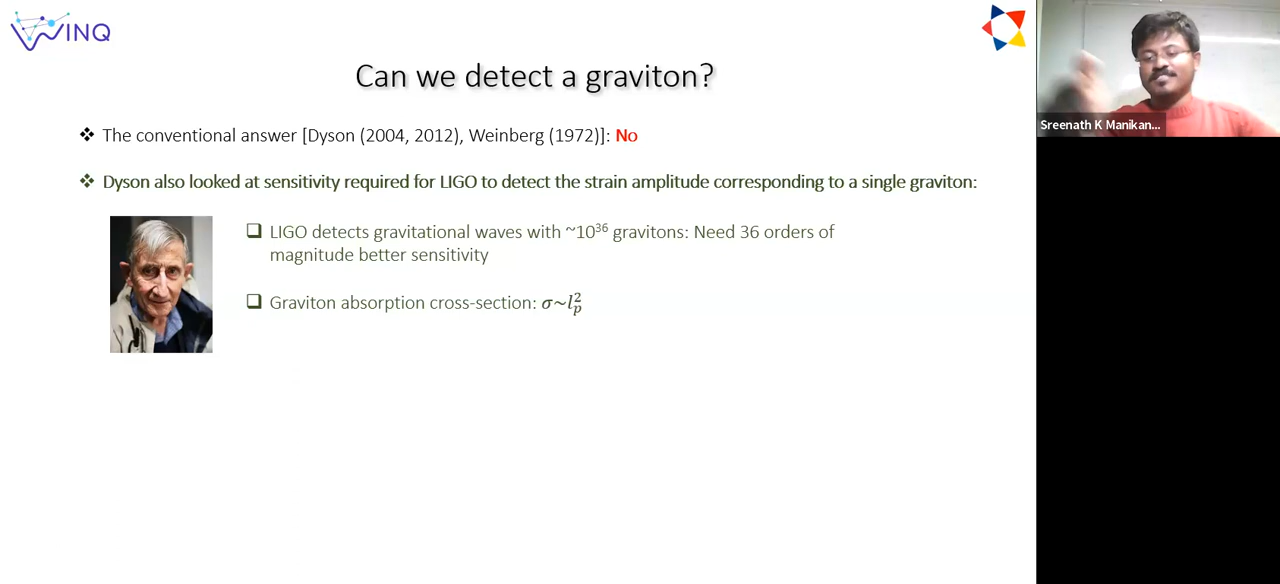 WINQ
Can we detect a graviton?
❖ The conventional answer [Dyson (2004, 2012), Weinberg (1972)]: No
❖ Dyson also looked at sensitivity required for LIGO to detect the strain amplitude corresponding to a single graviton:
❑ LIGO detects gravitational waves with ~10³⁶ gravitons: Need 36 orders of
magnitude better sensitivity
❑ Graviton absorption cross-section: σ~l_p^2
Sreenath K Manikan...